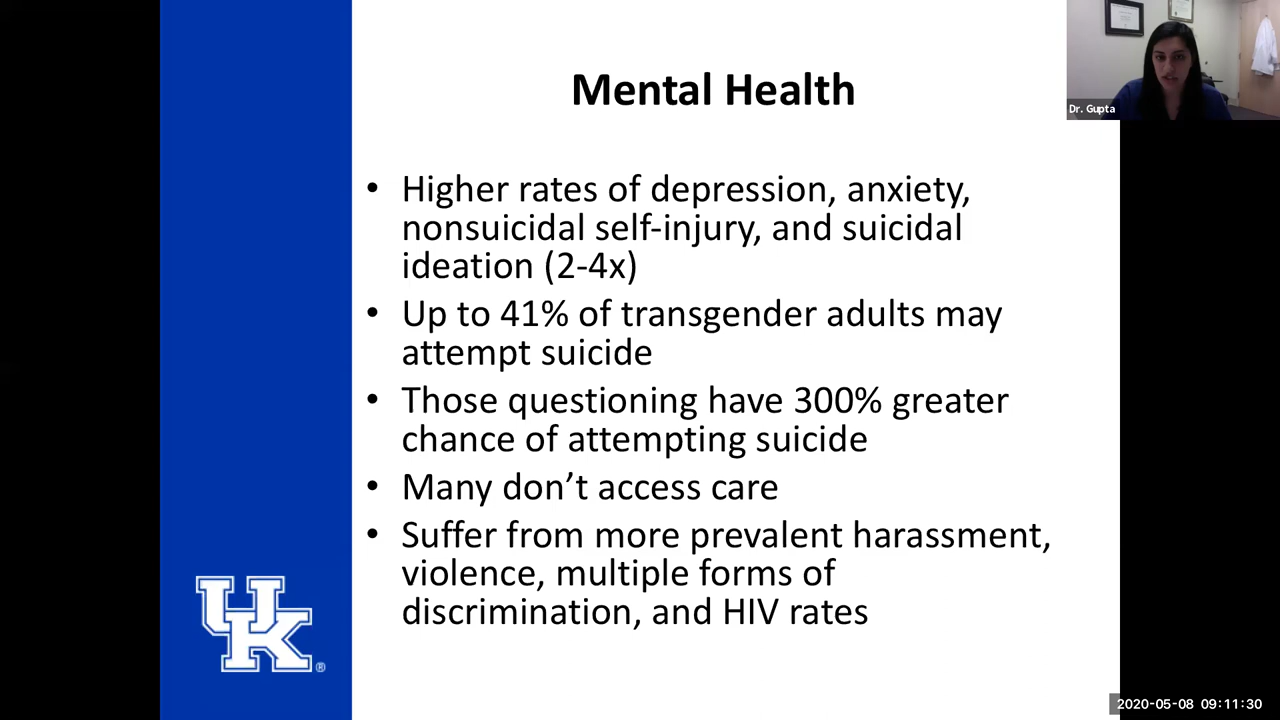 Mental Health
Dr. Gupta
• Higher rates of depression, anxiety,
nonsuicidal self-injury, and suicidal
ideation (2-4x)
• Up to 41% of transgender adults may
attempt suicide
• Those questioning have 300% greater
chance of attempting suicide
• Many don’t access care
• Suffer from more prevalent harassment,
violence, multiple forms of
discrimination, and HIV rates
UK®
2020-05-08 09:11:30